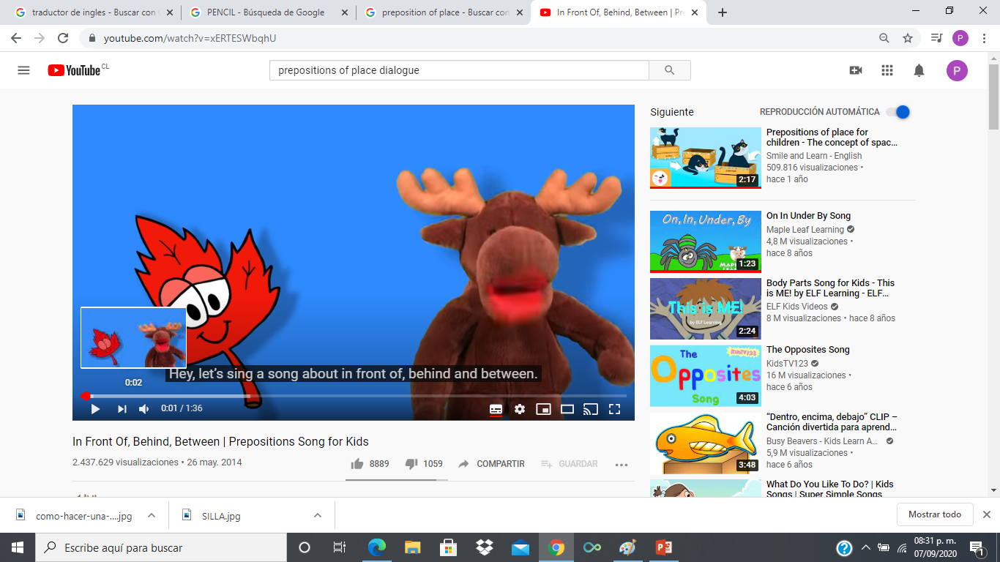 traductor de ingles - Buscar con
PENCIL - Búsqueda de Google
preposition of place - Buscar con
In Front Of, Behind, Between | Pre
youtube.com/watch?v=xERTESWbqhU
P
YouTube CL
prepositions of place dialogue
P
Hey, let's sing a song about in front of, behind and between.
0:02
0:01 / 1:36
In Front Of, Behind, Between | Prepositions Song for Kids
2.437.629 visualizaciones • 26 may. 2014
8889
1059
COMPARTIR
GUARDAR
Siguiente
REPRODUCCIÓN AUTOMÁTICA
2:17
Prepositions of place for
children - The concept of spac...
Smile and Learn - English
509.816 visualizaciones •
hace 1 año
On, In, Under, By
1:23
On In Under By Song
Maple Leaf Learning
4,8 M visualizaciones •
hace 8 años
This is ME!
by ELF Learning
2:24
Body Parts Song for Kids - This
is ME! by ELF Learning - ELF...
ELF Kids Videos
8 M visualizaciones • hace 8 años
The
Opposites
Song
KidsTV123
4:03
The Opposites Song
KidsTV123
16 M visualizaciones •
hace 6 años
3:48
“Dentro, encima, debajo” CLIP –
Canción divertida para aprend...
Busy Beavers - Kids Learn A...
5,9 M visualizaciones •
hace 6 años
What Do You Like To Do? | Kids
Songs | Super Simple Songs
como-hacer-una-....jpg
SILLA.jpg
Mostrar todo
Escribe aquí para buscar
08:31 p. m.
07/09/2020
1